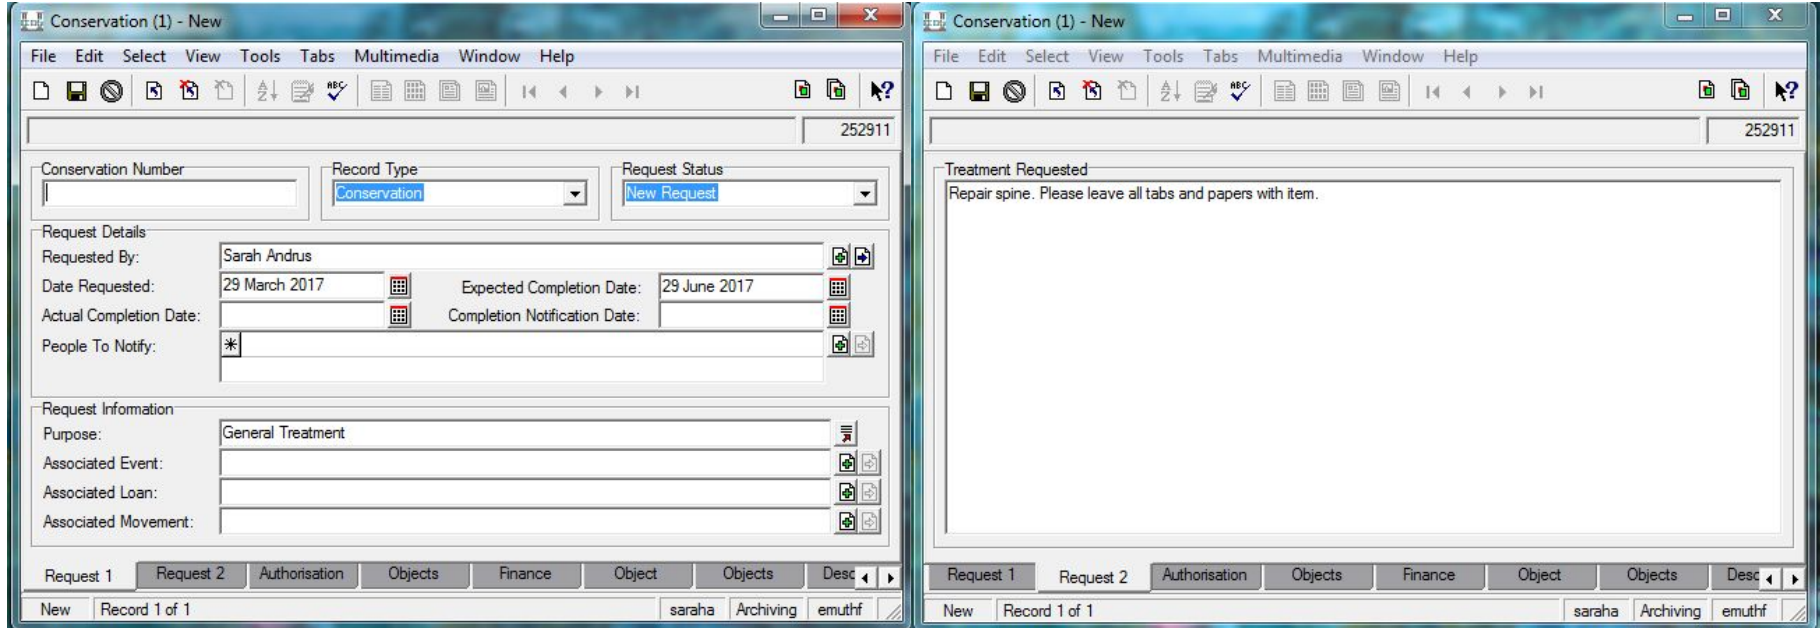 Conservation (1) - New
File Edit Select View Tools Tabs Multimedia Window Help
252911
Conservation Number
Record Type
Request Status
Conservation
New Request
Request Details
Requested By: Sarah Andrus
Date Requested: 29 March 2017 Expected Completion Date: 29 June 2017
Actual Completion Date: Completion Notification Date:
People To Notify:
Request Information
Purpose: General Treatment
Associated Event:
Associated Loan:
Associated Movement:
Request 1 Request 2 Authorisation Objects Finance Object Objects Desc
New Record 1 of 1 saraha Archiving emuthf
Conservation (1) - New
File Edit Select View Tools Tabs Multimedia Window Help
252911
Treatment Requested
Repair spine. Please leave all tabs and papers with item.
Request 1 Request 2 Authorisation Objects Finance Object Objects Desc
New Record 1 of 1 saraha Archiving emuthf